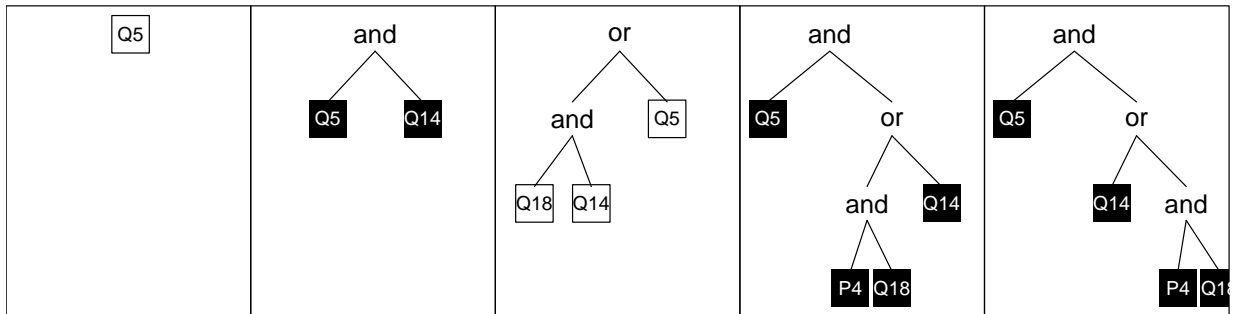 Q5 and or and and
Q5 Q14 and Q5 Q5 or Q5 or
Q18 Q14 and Q14 Q14 and
P4 Q18 P4 Q18